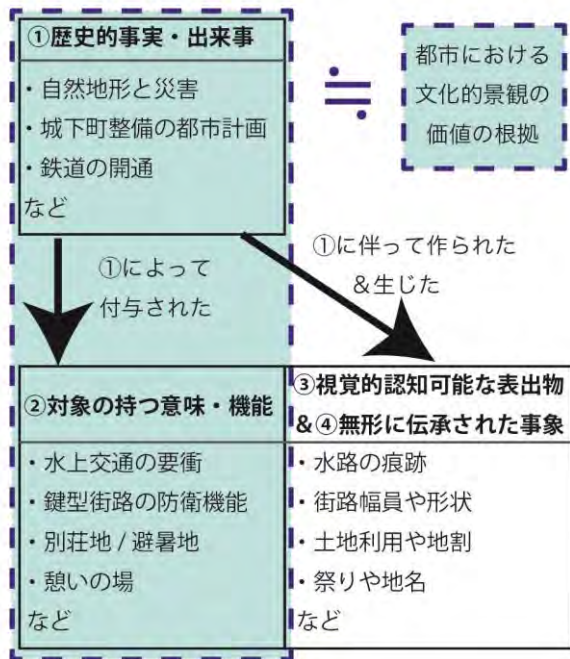 ①歴史的事実・出来事
・自然地形と災害
・城下町整備の都市計画
・鉄道の開通
など
≒
都市における
文化的景観の
価値の根拠
①によって
付与された
①に伴って作られた
&生じた
②対象の持つ意味・機能
・水上交通の要衝
・鍵型街路の防衛機能
・別荘地 / 避暑地
・憩いの場
など
③視覚的認知可能な表出物
&④無形に伝承された事象
・水路の痕跡
・街路幅員や形状
・土地利用や地割
・祭りや地名
など